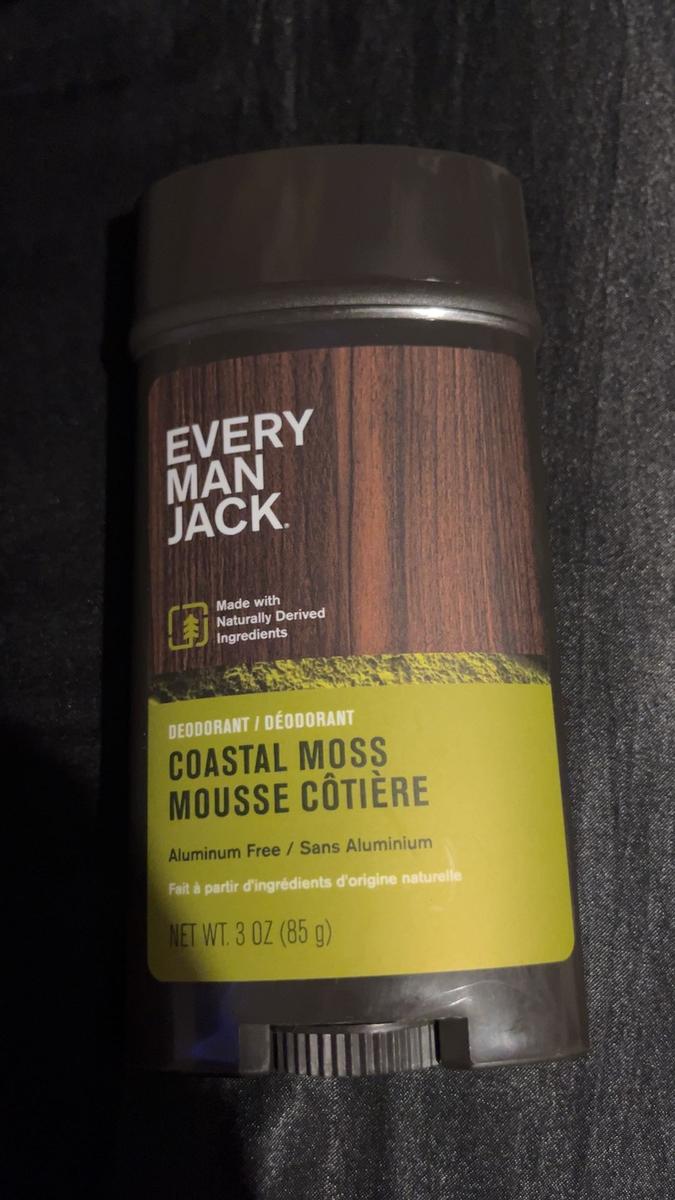 EVERY
MAN
JACK.
Made with
Naturally Derived
Ingredients
DEODORANT / DÉODORANT
COASTAL MOSS
MOUSSE CÔTIÈRE
Aluminum Free / Sans Aluminium
Fait à partir d'ingrédients d'origine naturelle
NET WT. 3 OZ (85 g)